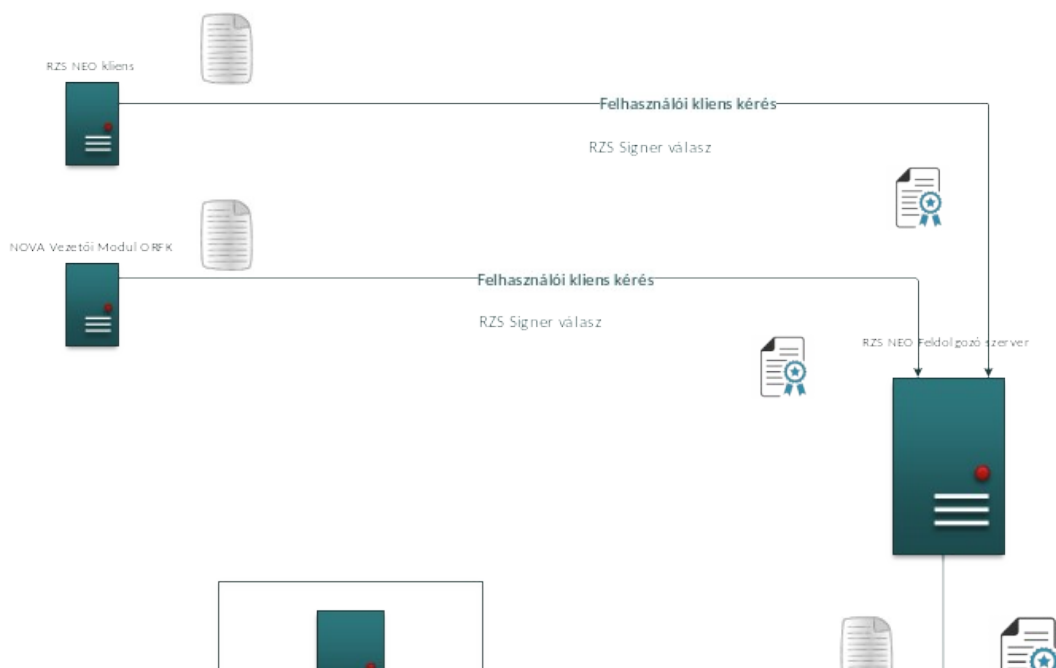 RZS NEO kliens
Felhasználói kliens kérés
RZS Signer válasz
NOVA Vezetői Modul ORFK
Felhasználói kliens kérés
RZS Signer válasz
RZS NEO Feldolgozó szerver